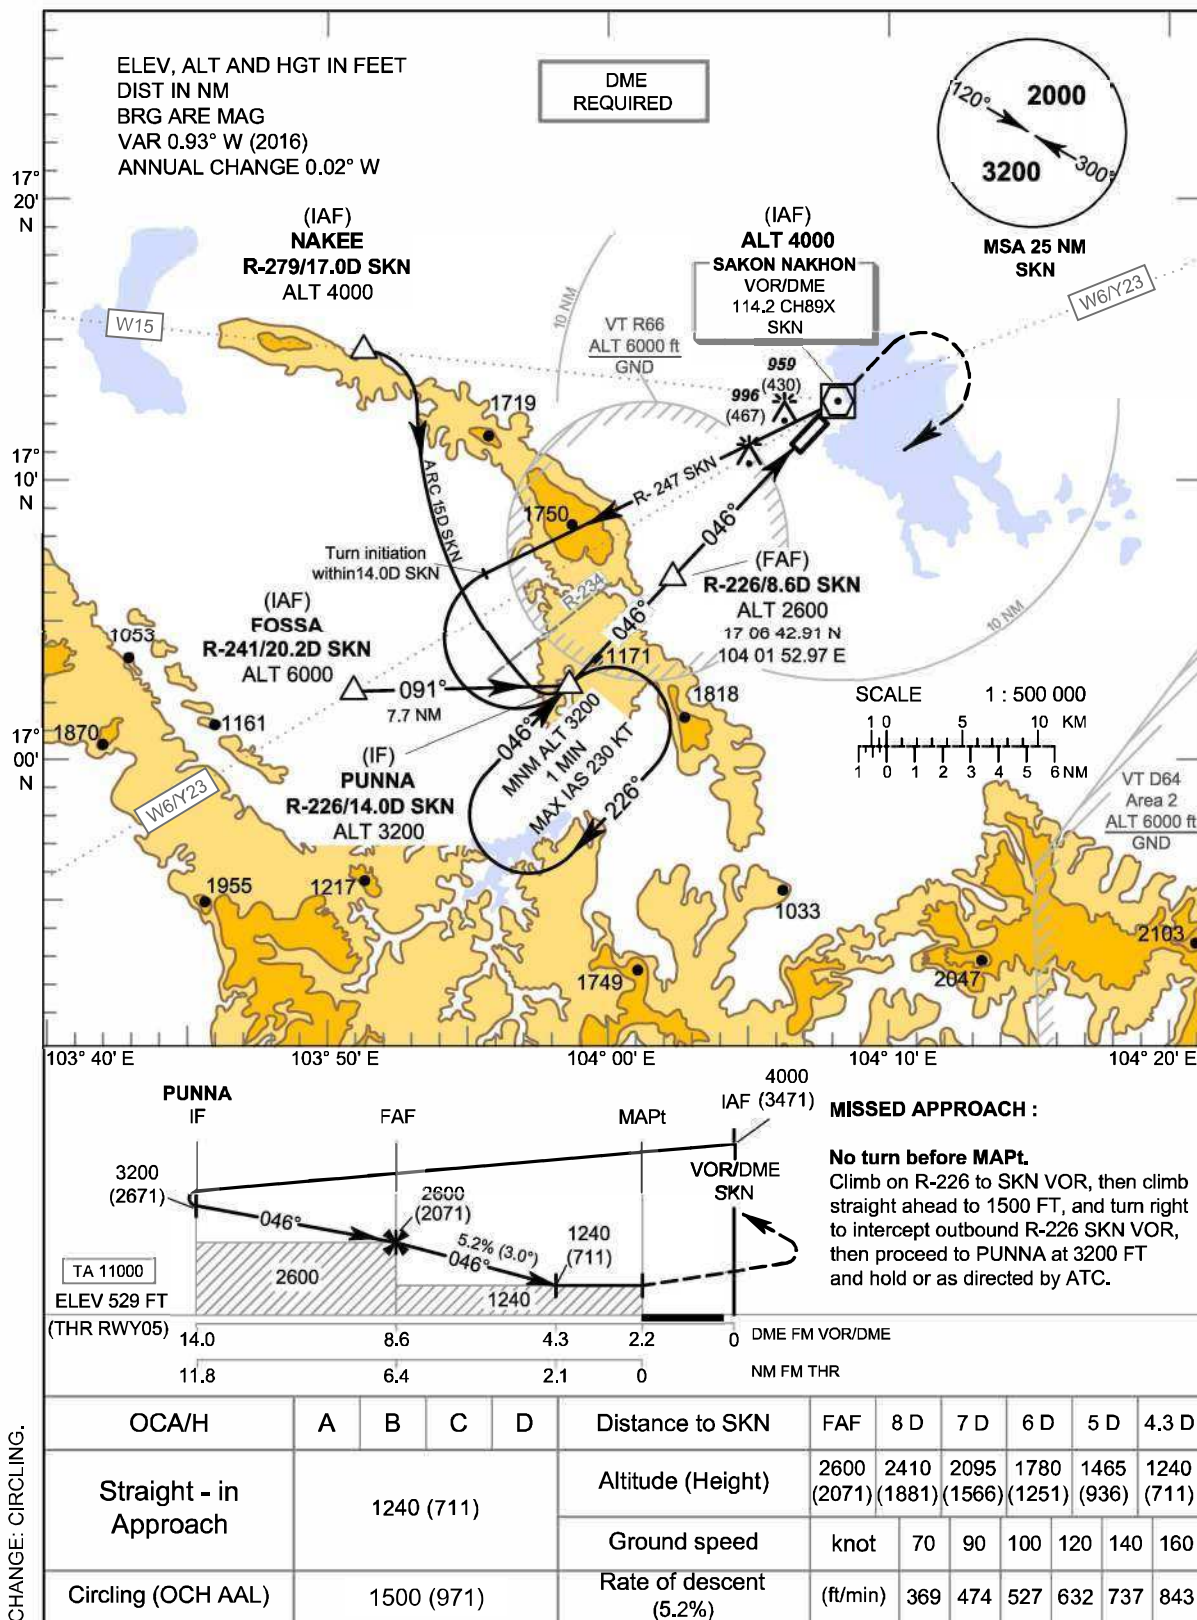 ELEV, ALT AND HGT IN FEET
DIST IN NM
BRG ARE MAG
VAR 0.93° W (2016)
ANNUAL CHANGE 0.02° W
DME
REQUIRED
120°
2000
3200
300°
MSA 25 NM
SKN
17°
20'
N
(IAF)
NAKEE
R-279/17.0D SKN
ALT 4000
(IAF)
ALT 4000
SAKON NAKHON
VOR/DME
114.2 CH89X
SKN
W6/Y23
W15
10 NM
VT R66
ALT 6000 ft
GND
959
(430)
996
(467)
1719
17°
10'
N
ARC 15D SKN
R- 247 SKN
1750
046°
Turn initiation
within14.0D SKN
(FAF)
R-226/8.6D SKN
ALT 2600
17 06 42.91 N
104 01 52.97 E
R-234
10 NM
046°
(IAF)
FOSSA
R-241/20.2D SKN
ALT 6000
1053
1171
091°
7.7 NM
1818
SCALE 1 : 500 000
1 0 5 10 KM
1 0 1 2 3 4 5 6 NM
1161
1870
17°
00'
N
046°
MNM ALT 3200
1 MIN
MAX IAS 230 KT
226°
(IF)
PUNNA
R-226/14.0D SKN
ALT 3200
W6/Y23
VT D64
Area 2
ALT 6000 ft
GND
1955
1217
1033
2103
1749
2047
103° 40' E
103° 50' E
104° 00' E
104° 10' E
104° 20' E
PUNNA
IF
FAF
MAPt
IAF
4000
(3471)
VOR/DME
SKN
3200
(2671)
046°
2600
(2071)
5.2% (3.0°)
046°
1240
(711)
2600
1240
TA 11000
ELEV 529 FT
(THR RWY05)
14.0 8.6 4.3 2.2 0 DME FM VOR/DME
11.8 6.4 2.1 0 NM FM THR
MISSED APPROACH :
No turn before MAPt.
Climb on R-226 to SKN VOR, then climb
straight ahead to 1500 FT, and turn right
to intercept outbound R-226 SKN VOR,
then proceed to PUNNA at 3200 FT
and hold or as directed by ATC.
OCA/H A B C D
Straight - in
Approach
1240 (711)
Circling (OCH AAL) 1500 (971)
Distance to SKN FAF 8 D 7 D 6 D 5 D 4.3 D
Altitude (Height) 2600 2410 2095 1780 1465 1240
(2071) (1881) (1566) (1251) (936) (711)
Ground speed knot 70 90 100 120 140 160
Rate of descent
(5.2%)
(ft/min) 369 474 527 632 737 843
CHANGE: CIRCLING.